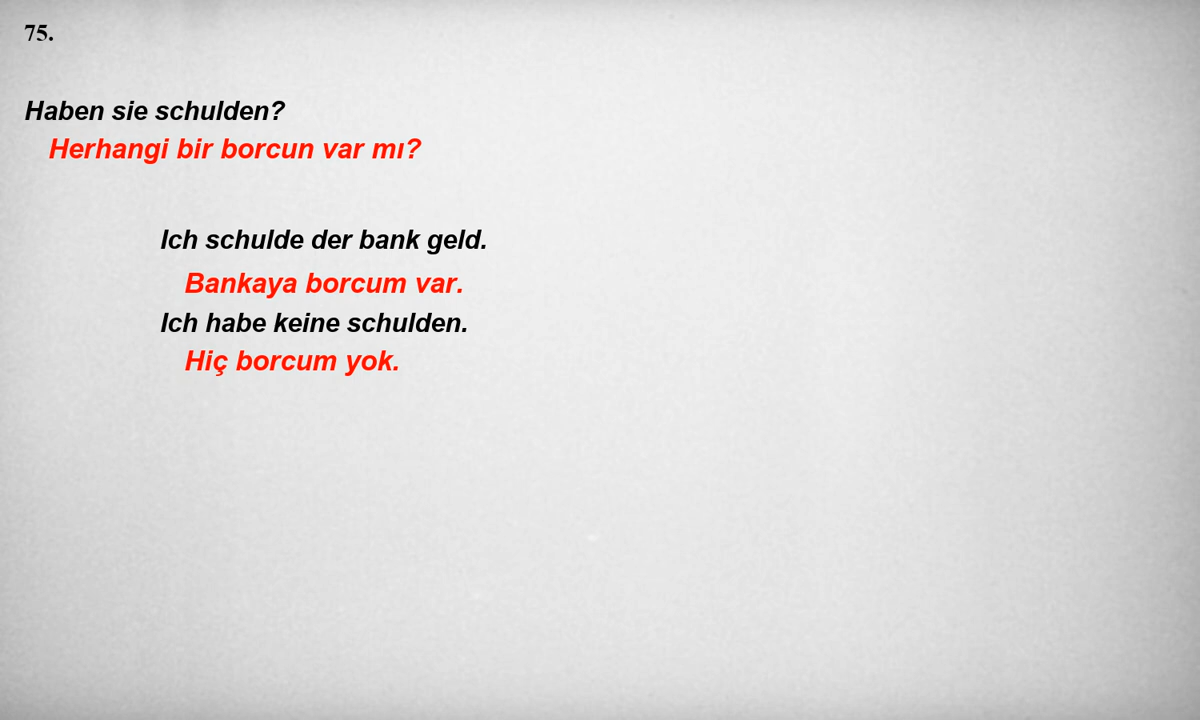 75.
Haben sie schulden?
Herhangi bir borcun var mı?
Ich schulde der bank geld.
Bankaya borcum var.
Ich habe keine schulden.
Hiç borcum yok.